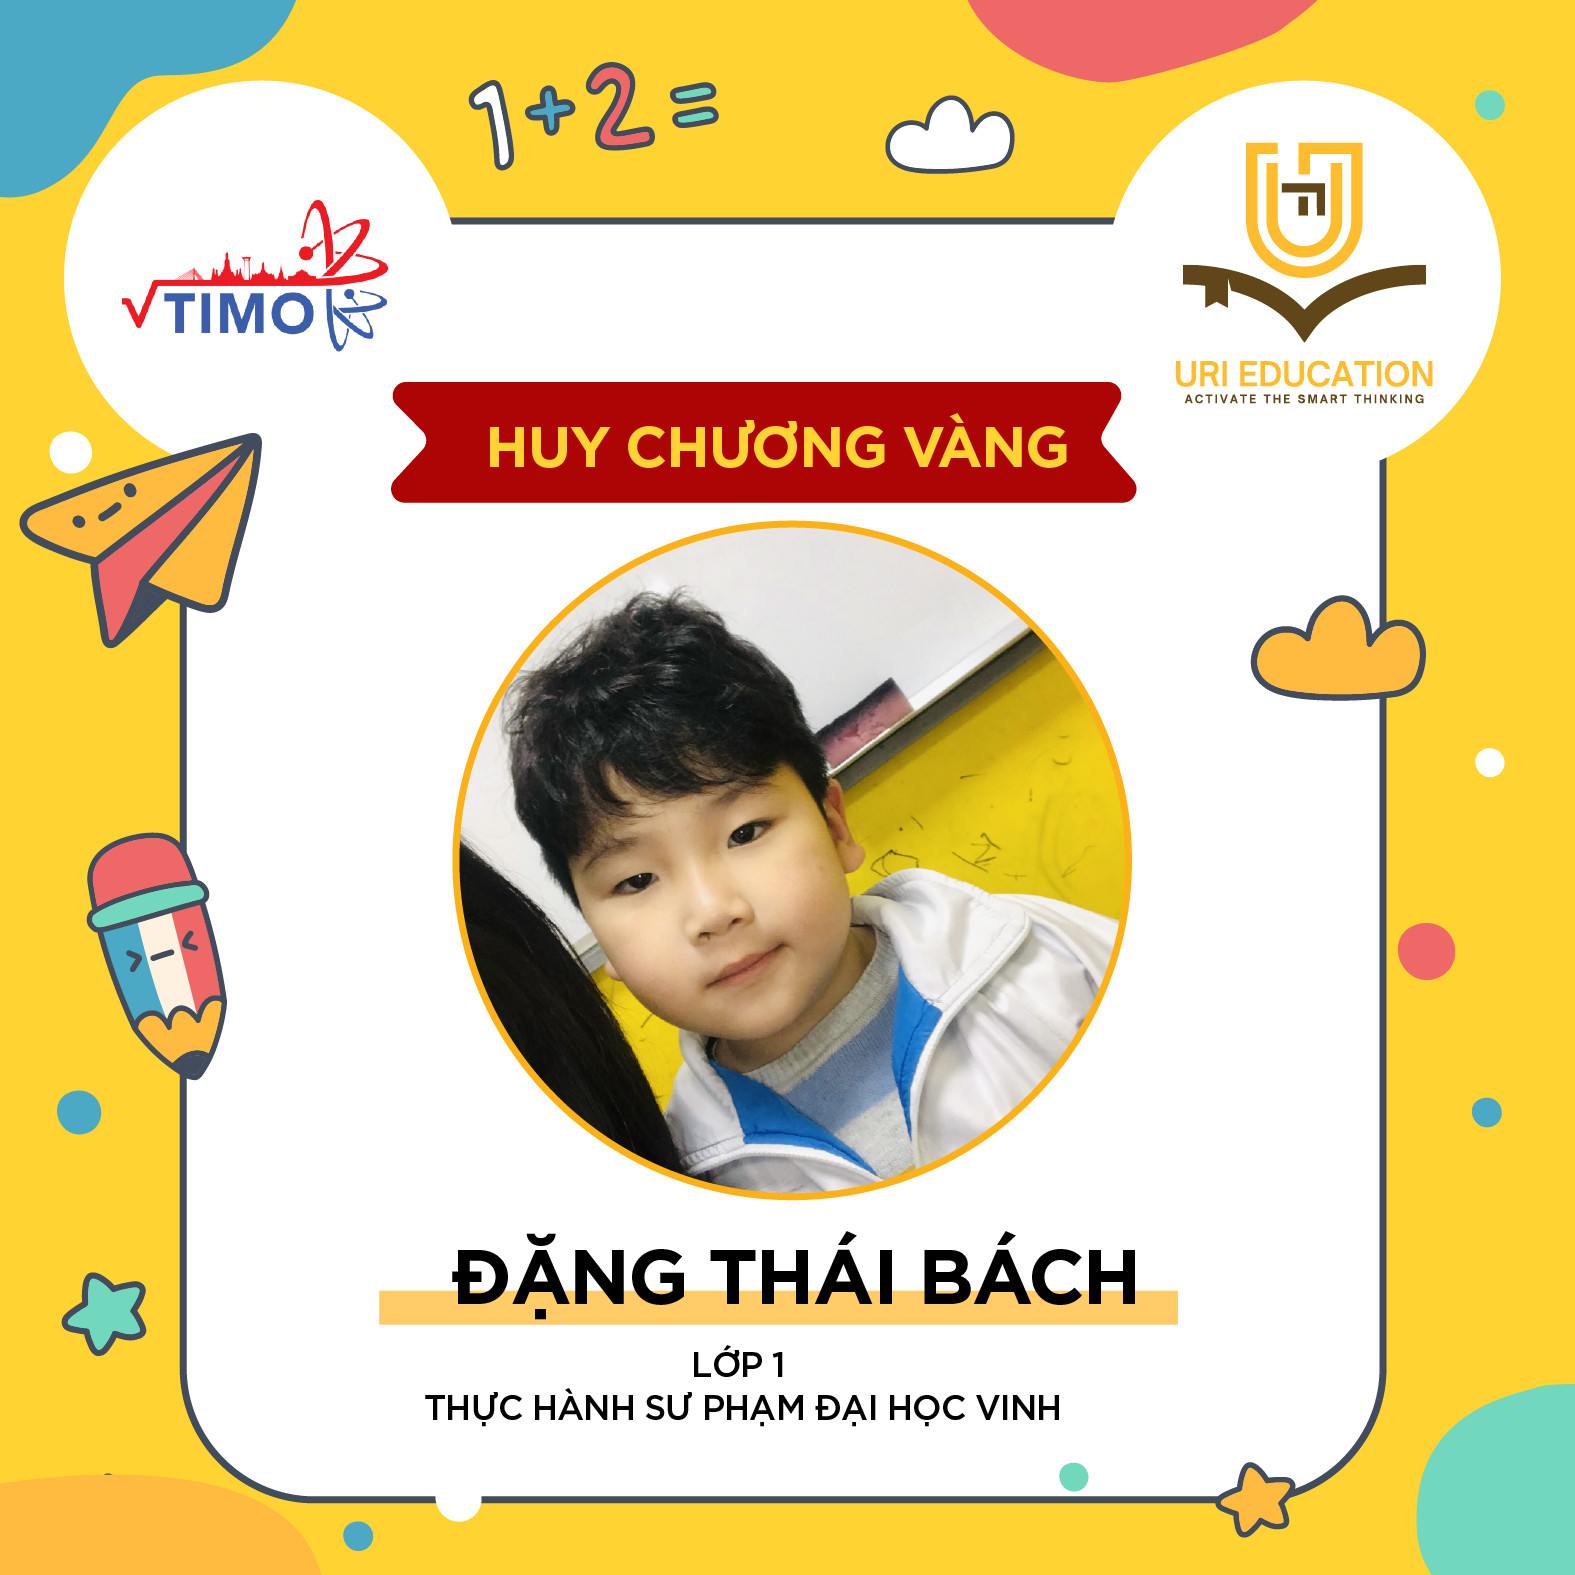 1+2=
TIMO
URI EDUCATION
ACTIVATE THE SMART THINKING
HUY CHƯƠNG VÀNG
ĐẶNG THÁI BÁCH
LỚP 1
THỰC HÀNH SƯ PHẠM ĐẠI HỌC VINH